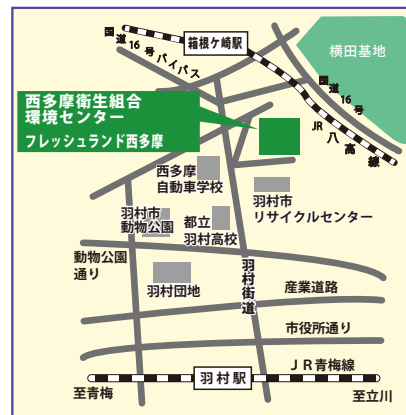 箱根ケ崎駅
国道16号バイパス
横田基地
国道16号
JR八高線
西多摩衛生組合
環境センター
フレッシュランド西多摩
西多摩
自動車学校
羽村市
リサイクルセンター
羽村市
動物公園
都立
羽村高校
動物公園
通り
羽村団地
羽村街道
産業道路
市役所通り
JR青梅線
羽村駅
至青梅
至立川